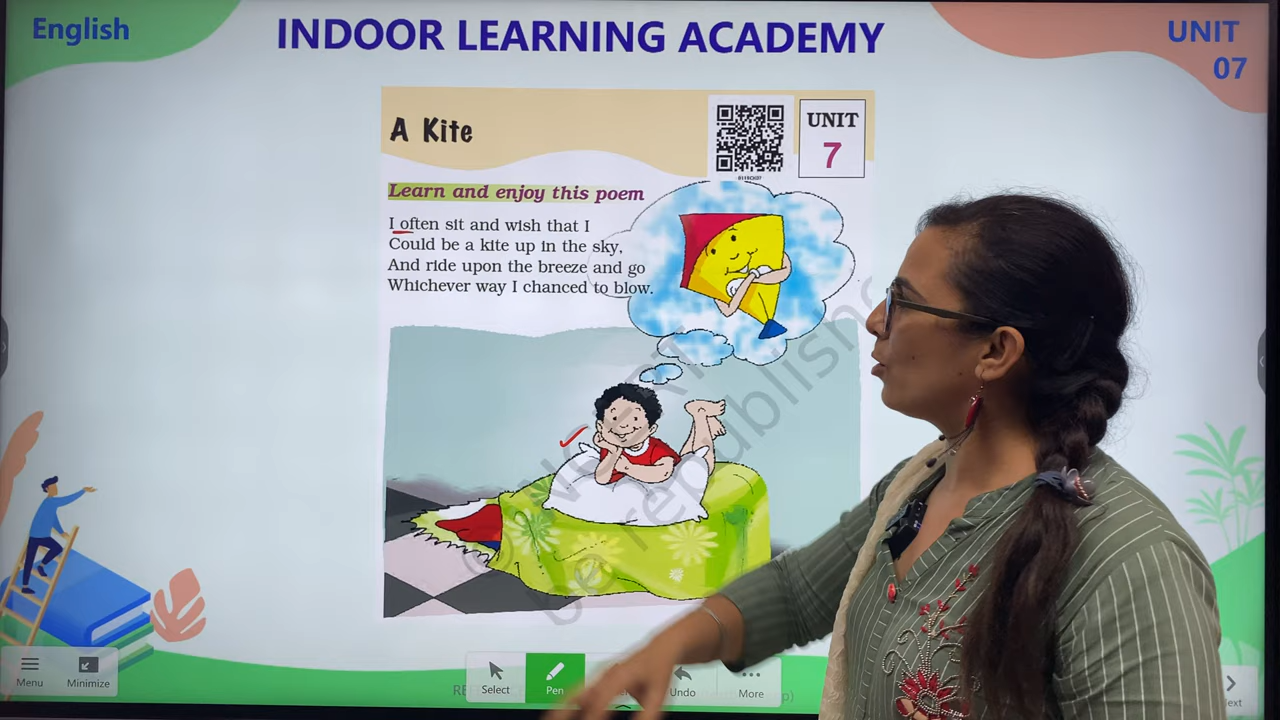 English
INDOOR LEARNING ACADEMY
UNIT
07
A Kite
UNIT
7
Learn and enjoy this poem
I often sit and wish that I
Could be a kite up in the sky,
And ride upon the breeze and go
Whichever way I chanced to blow.
be republished
Menu
Minimize
Select
Pen
Undo
More